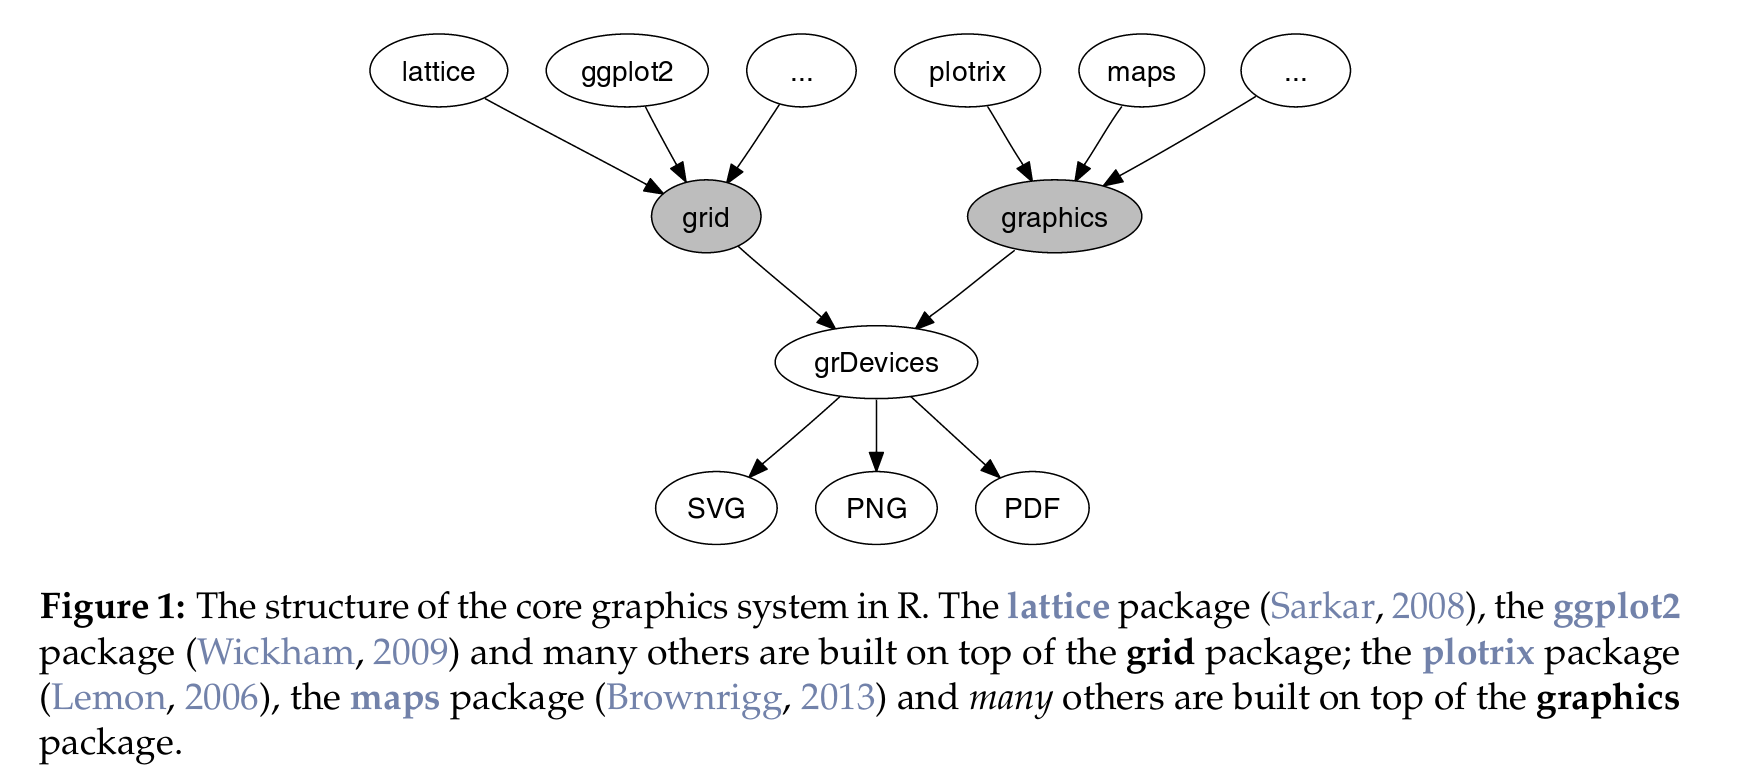 lattice ggplot2 ... plotrix maps ...
grid graphics
grDevices
SVG PNG PDF
Figure 1: The structure of the core graphics system in R. The lattice package (Sarkar, 2008), the ggplot2
package (Wickham, 2009) and many others are built on top of the grid package; the plotrix package
(Lemon, 2006), the maps package (Brownrigg, 2013) and many others are built on top of the graphics
package.